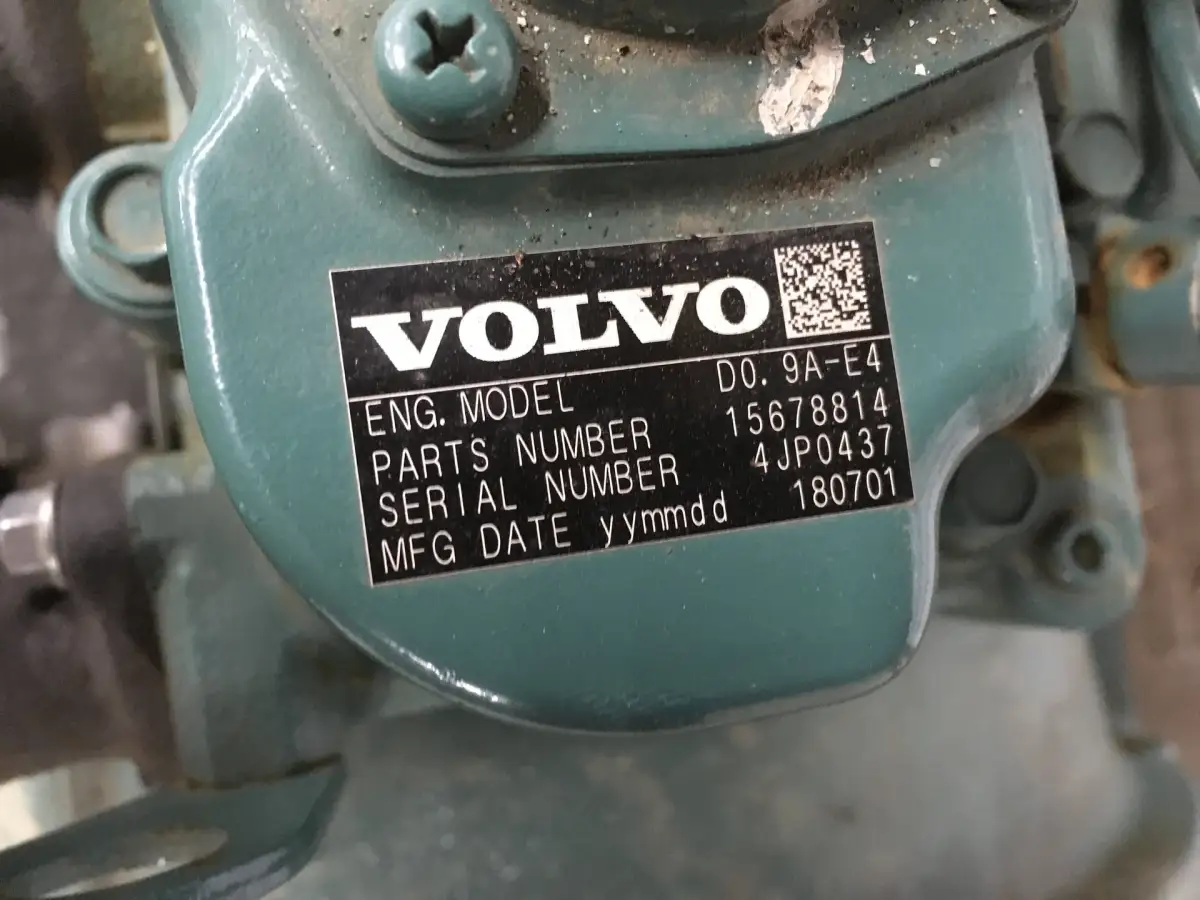 VOLVO
ENG. MODEL D0. 9A-E4
PARTS NUMBER 15678814
SERIAL NUMBER 4JP0437
MFG DATE yymmdd 180701